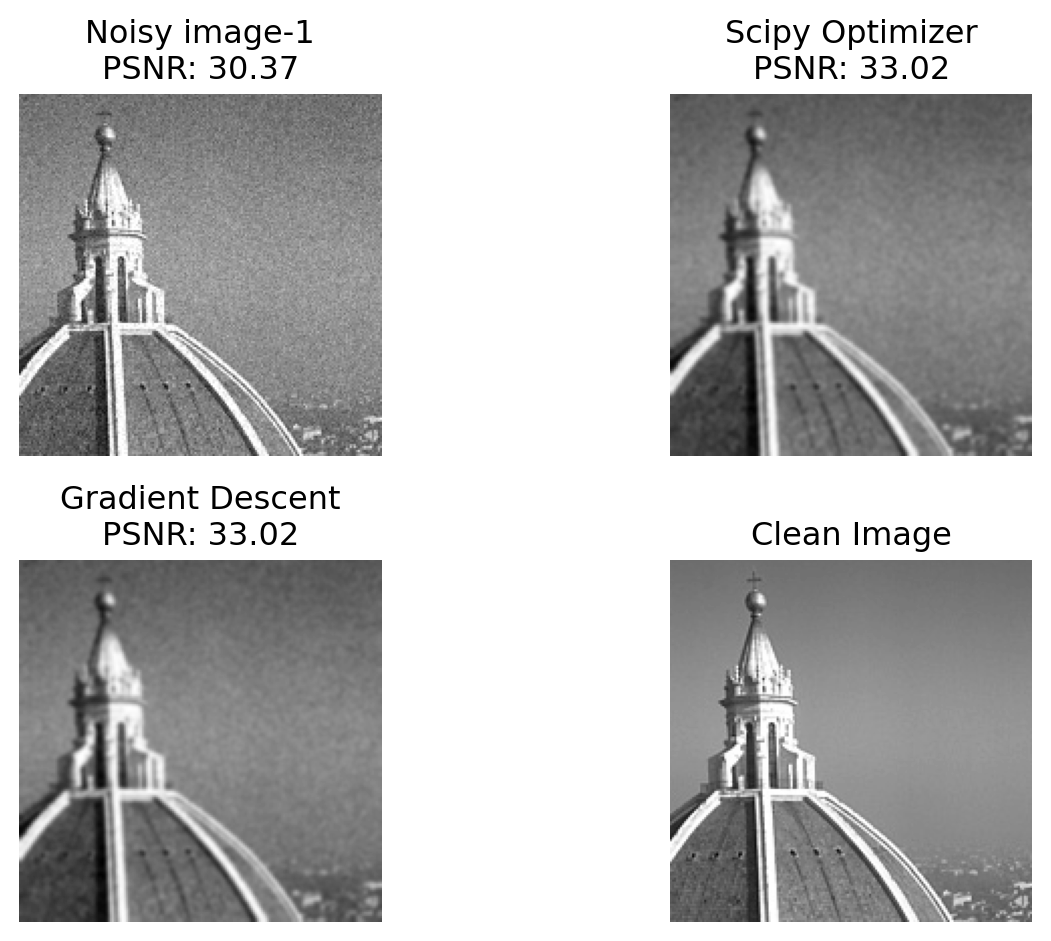 Noisy image-1
PSNR: 30.37
Scipy Optimizer
PSNR: 33.02
Gradient Descent
PSNR: 33.02
Clean Image